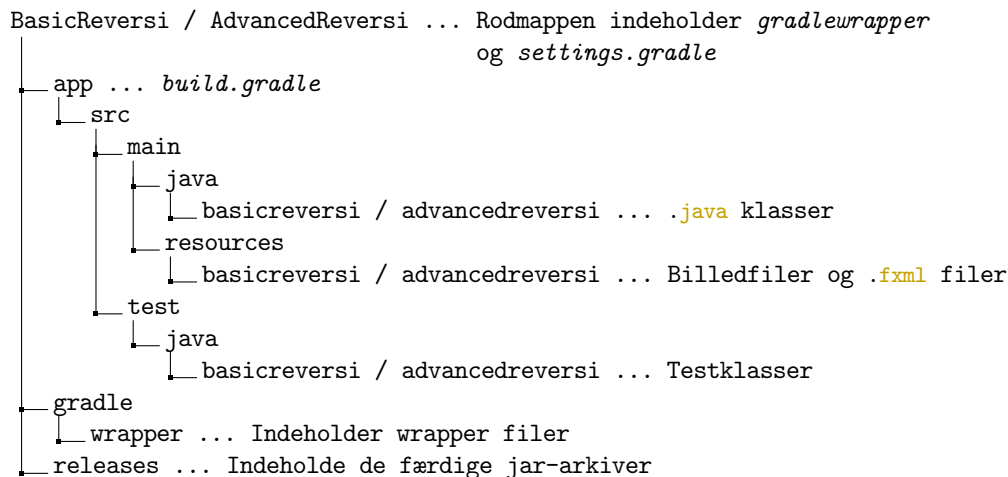 BasicReversi / AdvancedReversi ... Rodmappen indeholder gradlewrapper
og settings.gradle
app ... build.gradle
src
main
java
basicreversi / advancedreversi ... .java klasser
resources
basicreversi / advancedreversi ... Billedfiler og .fxml filer
test
java
basicreversi / advancedreversi ... Testklasser
gradle
wrapper ... Indeholder wrapper filer
releases ... Indeholde de færdige jar-arkiver